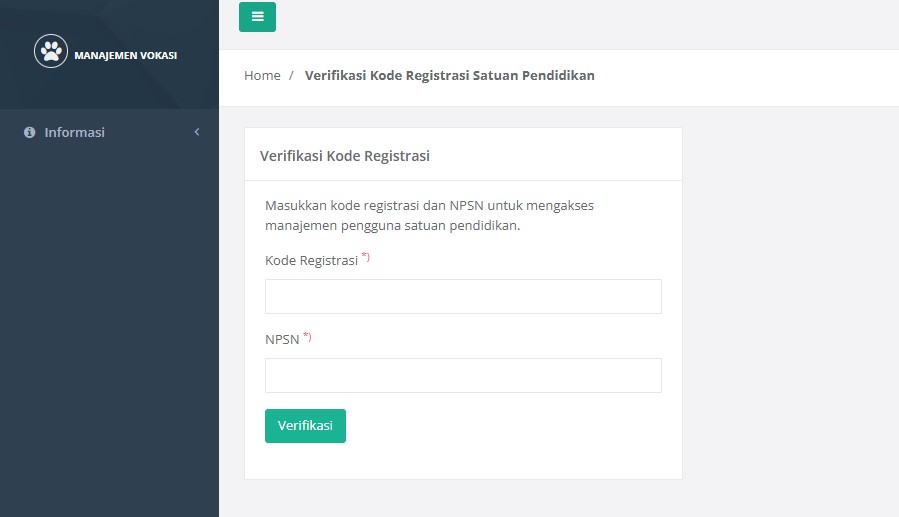 MANAJEMEN VOKASI
Informasi
Home / Verifikasi Kode Registrasi Satuan Pendidikan
Verifikasi Kode Registrasi
Masukkan kode registrasi dan NPSN untuk mengakses
manajemen pengguna satuan pendidikan.
Kode Registrasi *)
NPSN *)
Verifikasi